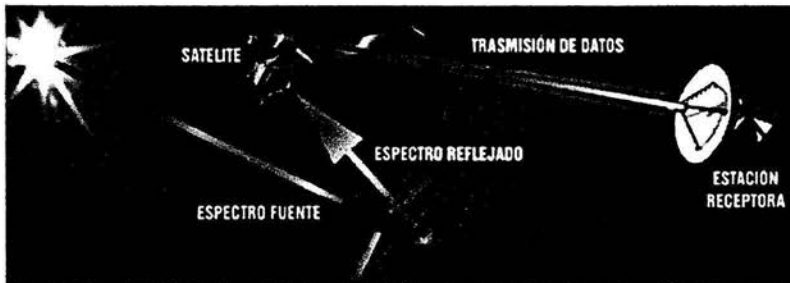 SATELITE
TRASMISIÓN DE DATOS
ESPECTRO REFLEJADO
ESPECTRO FUENTE
ESTACIÓN
RECEPTORA